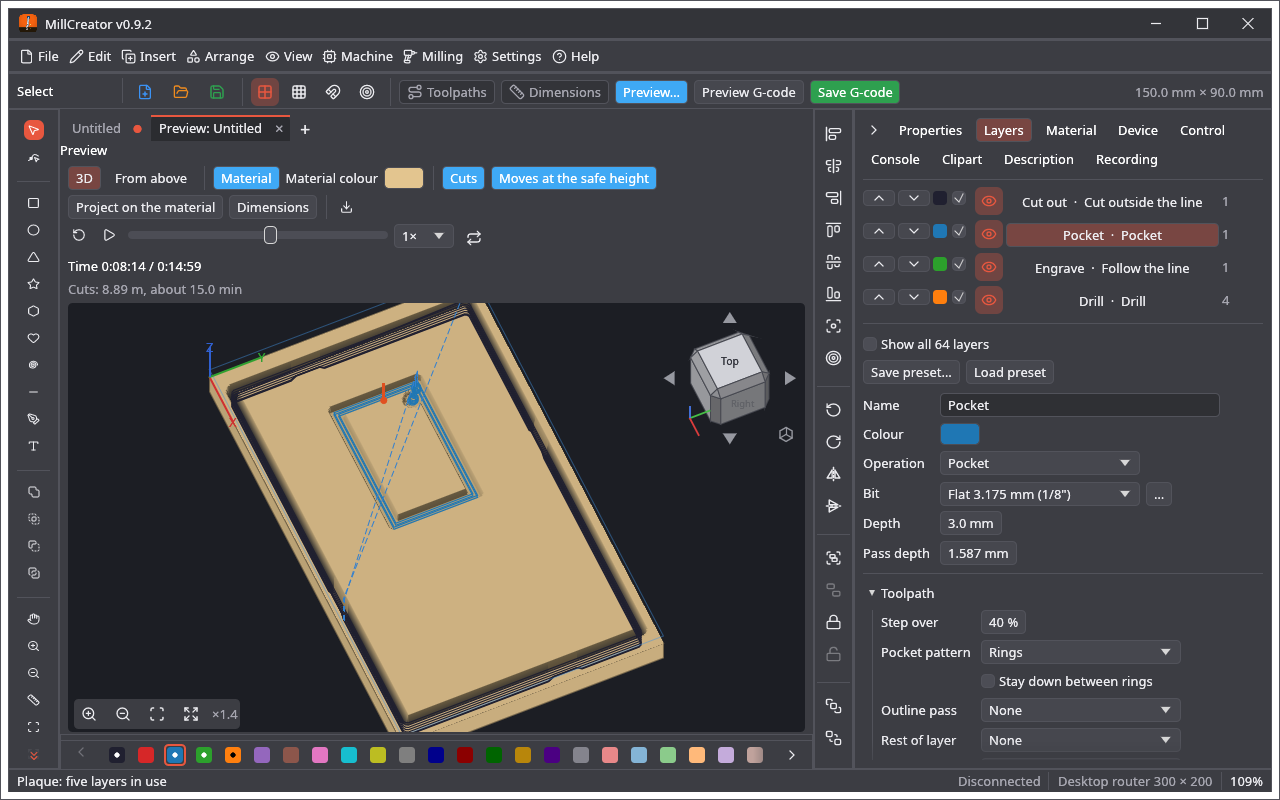 MillCreator v0.9.2
File Edit Insert Arrange View Machine Milling Settings Help
Select Toolpaths Dimensions Preview... Preview G-code Save G-code 150.0 mm × 90.0 mm
Untitled Preview: Untitled
Preview
3D From above Material Material colour Cuts Moves at the safe height
Project on the material Dimensions
1×
Time 0:08:14 / 0:14:59
Cuts: 8.89 m, about 15.0 min
Z
Y
X
Top
Right
×1.4
Properties Layers Material Device Control
Console Clipart Description Recording
Cut out · Cut outside the line 1
Pocket · Pocket 1
Engrave · Follow the line 1
Drill · Drill 4
Show all 64 layers
Save preset... Load preset
Name Pocket
Colour
Operation Pocket
Bit Flat 3.175 mm (1/8") ...
Depth 3.0 mm
Pass depth 1.587 mm
Toolpath
Step over 40 %
Pocket pattern Rings
Stay down between rings
Outline pass None
Rest of layer None
Plaque: five layers in use Disconnected Desktop router 300 × 200 109%